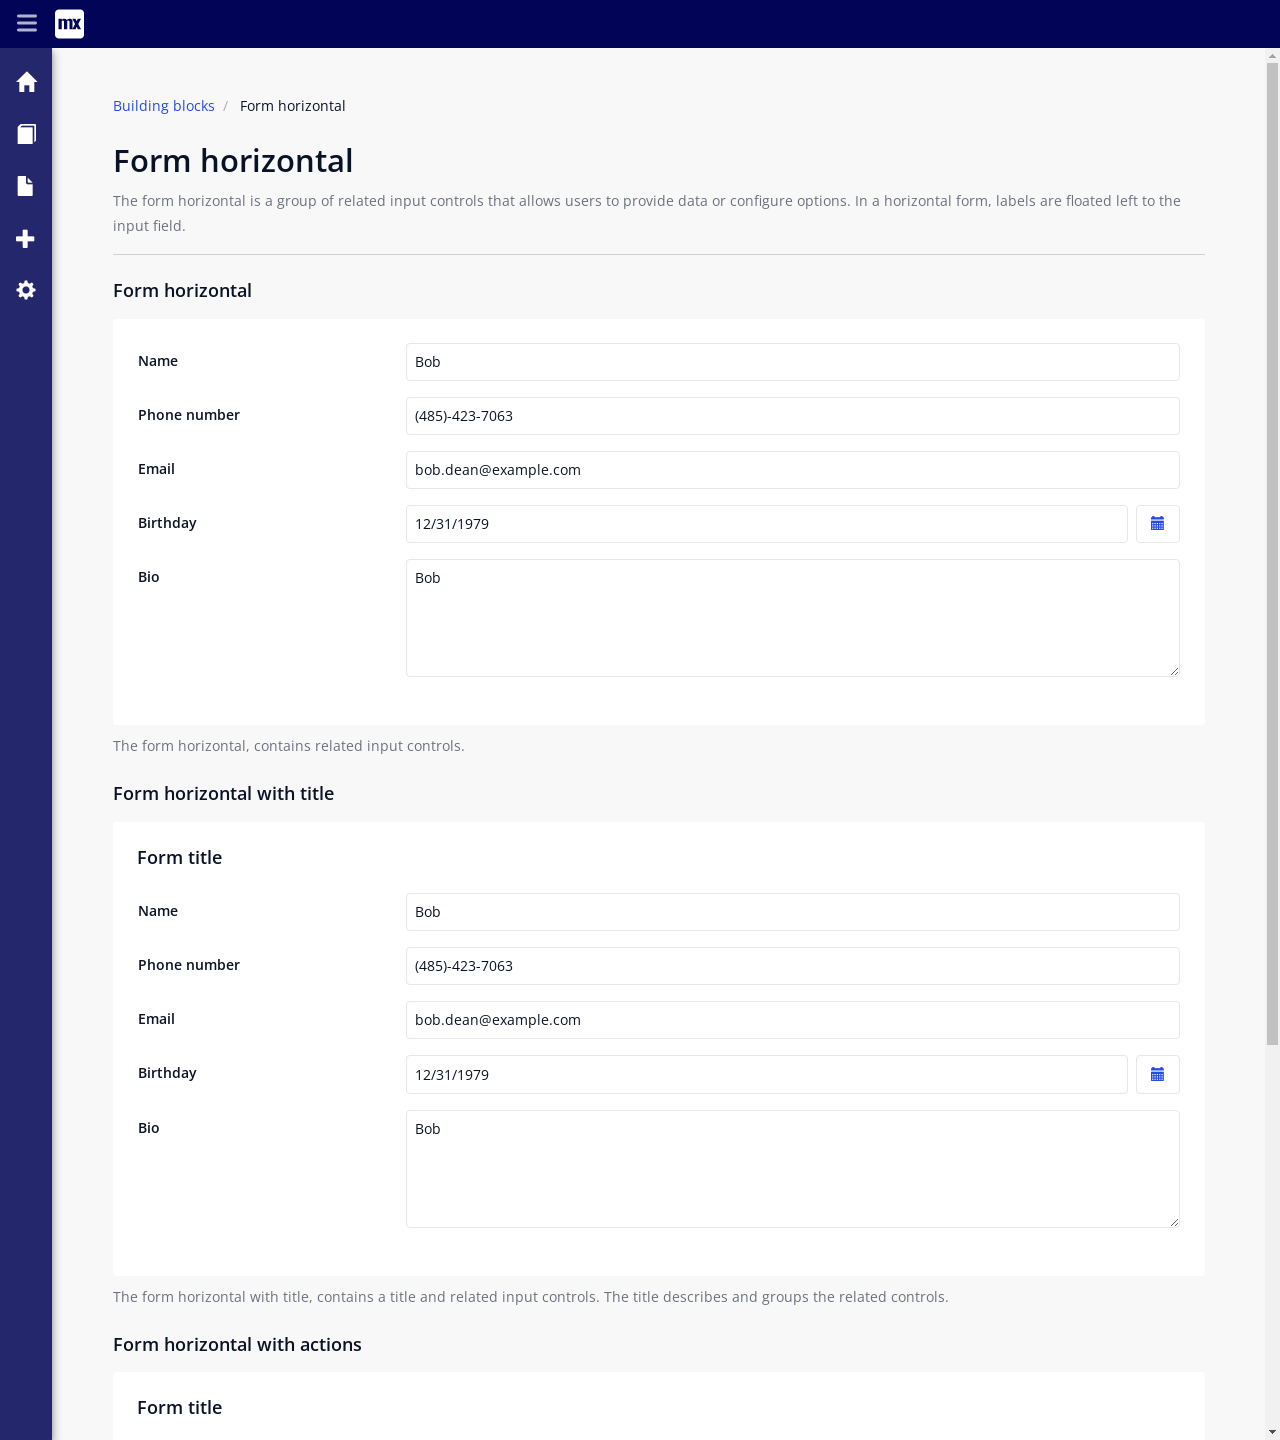 mx
Building blocks / Form horizontal
Form horizontal
The form horizontal is a group of related input controls that allows users to provide data or configure options. In a horizontal form, labels are floated left to the
input field.
Form horizontal
Name Bob
Phone number (485)-423-7063
Email bob.dean@example.com
Birthday 12/31/1979
Bio Bob
The form horizontal, contains related input controls.
Form horizontal with title
Form title
Name Bob
Phone number (485)-423-7063
Email bob.dean@example.com
Birthday 12/31/1979
Bio Bob
The form horizontal with title, contains a title and related input controls. The title describes and groups the related controls.
Form horizontal with actions
Form title